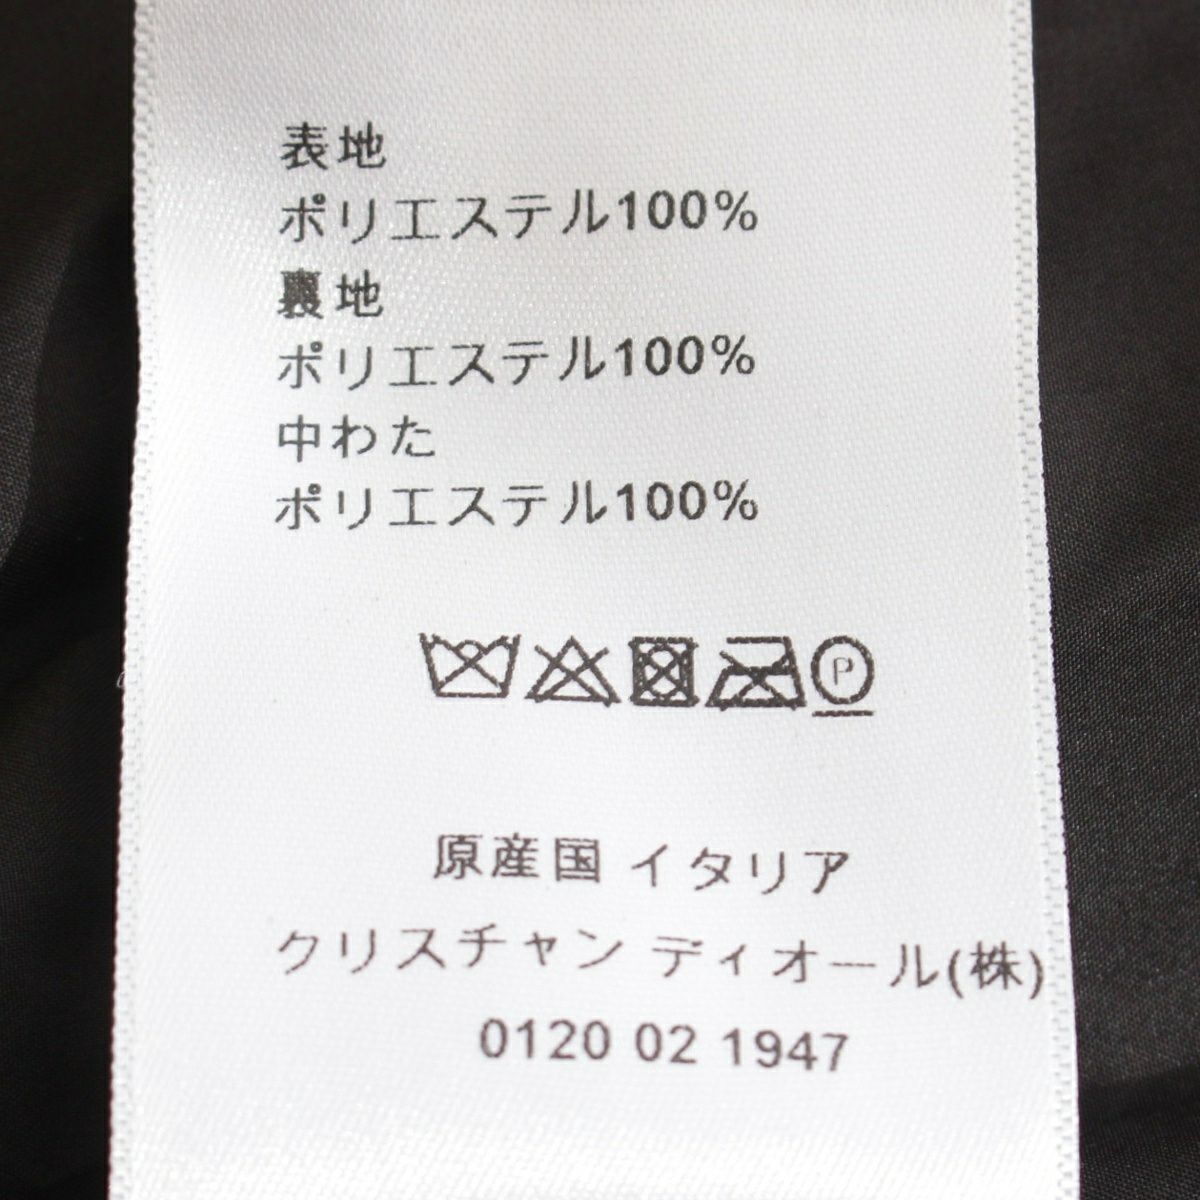 表地
ポリエステル100%
裏地
ポリエステル100%
中わた
ポリエステル100%
P
原産国 イタリア
クリスチャン ディオール(株)
0120 02 1947